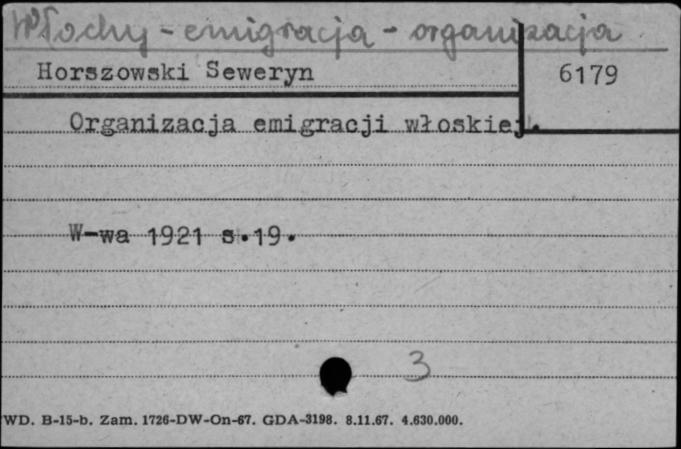 Włochy - emigracja - organizacja
Horszowski Seweryn
6179
Organizacja emigracji włoskiej.
W-wa 1921 s.19.
3
WD. B-15-b. Zam. 1726-DW-On-67. GDA-3198. 8.11.67. 4.630.000.